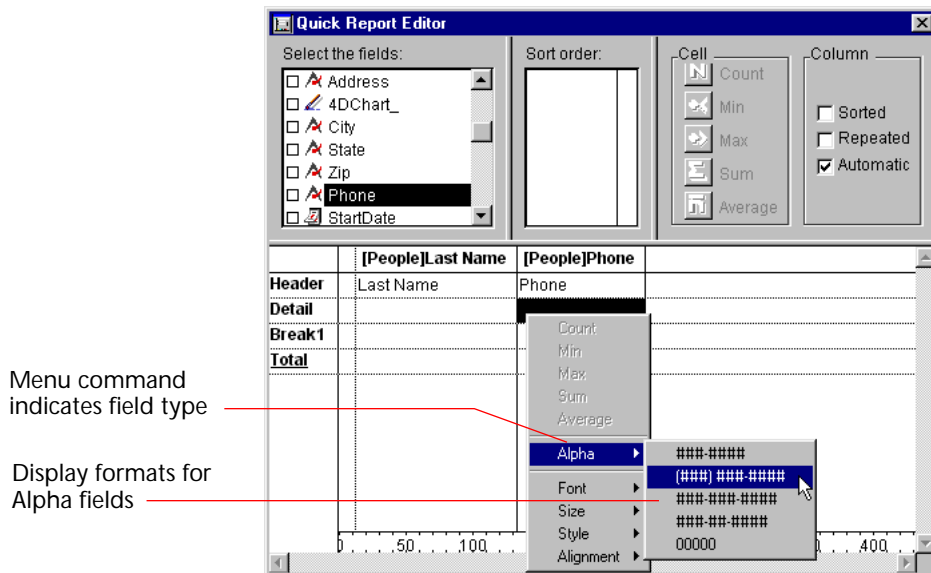 Quick Report Editor
Select the fields:
Address
4DChart_
City
State
Zip
Phone
StartDate
Sort order:
Cell
Count
Min
Max
Sum
Average
Column
Sorted
Repeated
Automatic
[People]Last Name [People]Phone
Header Last Name Phone
Detail
Break1
Total
Count
Min
Max
Sum
Average
Alpha
Font
Size
Style
Alignment
###-####
(###) ###-####
###-###-####
###-##-####
00000
Menu command
indicates field type
Display formats for
Alpha fields
0 50 100 400